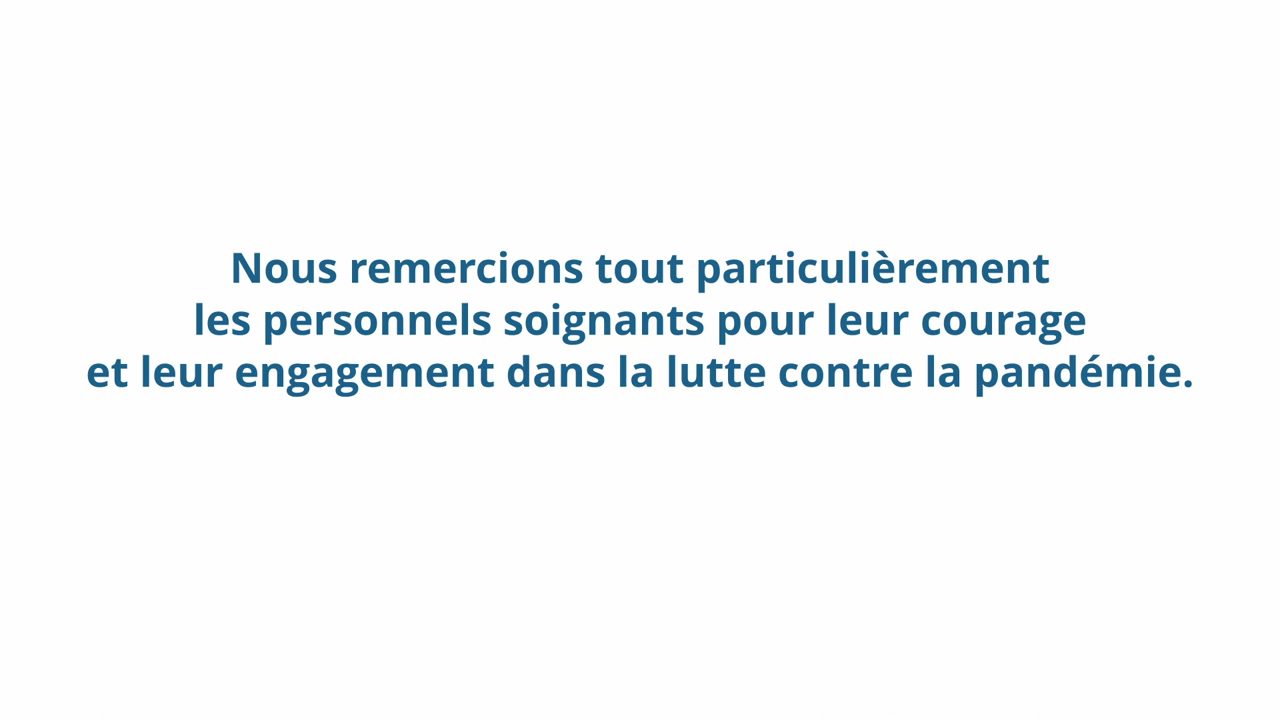 Nous remercions tout particulièrement
les personnels soignants pour leur courage
et leur engagement dans la lutte contre la pandémie.